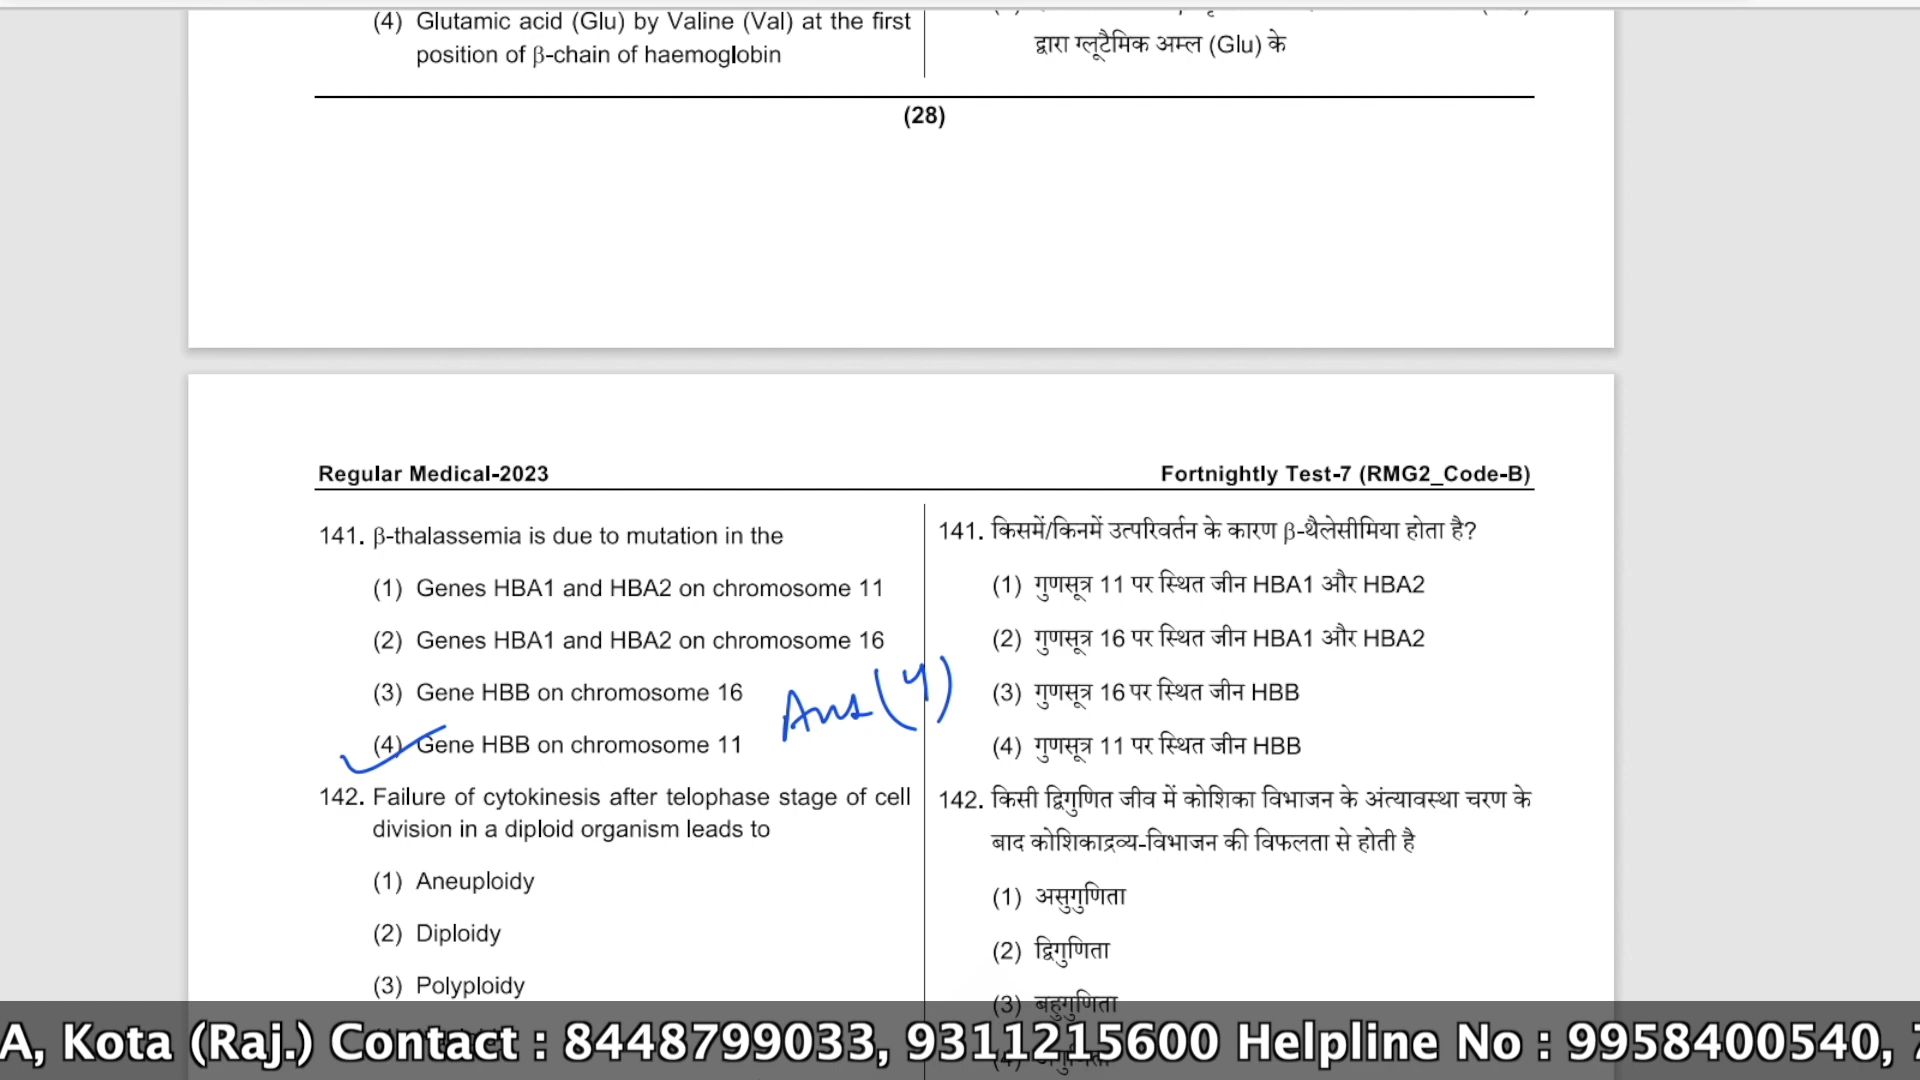 (4) Glutamic acid (Glu) by Valine (Val) at the first
position of β-chain of haemoglobin
द्वारा ग्लूटैमिक अम्ल (Glu) के
(28)
Regular Medical-2023
Fortnightly Test-7 (RMG2_Code-B)
141. β-thalassemia is due to mutation in the
(1) Genes HBA1 and HBA2 on chromosome 11
(2) Genes HBA1 and HBA2 on chromosome 16
(3) Gene HBB on chromosome 16
Ans (4)
(4) Gene HBB on chromosome 11
142. Failure of cytokinesis after telophase stage of cell
division in a diploid organism leads to
(1) Aneuploidy
(2) Diploidy
(3) Polyploidy
141. किसमें/किनमें उत्परिवर्तन के कारण β-थैलेसीमिया होता है?
(1) गुणसूत्र 11 पर स्थित जीन HBA1 और HBA2
(2) गुणसूत्र 16 पर स्थित जीन HBA1 और HBA2
(3) गुणसूत्र 16 पर स्थित जीन HBB
(4) गुणसूत्र 11 पर स्थित जीन HBB
142. किसी द्विगुणित जीव में कोशिका विभाजन के अंत्यावस्था चरण के
बाद कोशिकाद्रव्य-विभाजन की विफलता से होती है
(1) असुगुणिता
(2) द्विगुणिता
(3) बहुगुणिता
A, Kota (Raj.) Contact : 8448799033, 9311215600 Helpline No : 9958400540,